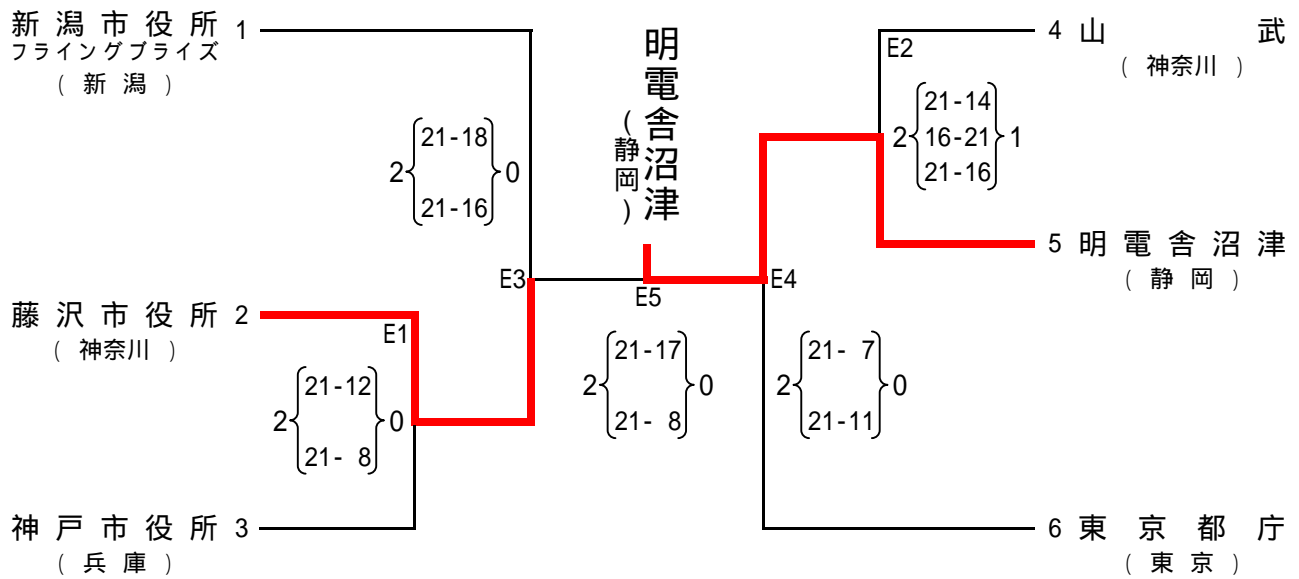 新潟市役所 1
フライングブライズ
( 新 潟 )
2 21-18 0
21-16
E3
藤沢市役所 2
( 神奈川 )
E1
2 21-12 0
21- 8
神戸市役所 3
( 兵 庫 )
明電舎沼津
(静岡)
E5
2 21-17 0
21- 8
4 山 武
( 神奈川 )
E2
21-14
2 16-21 1
21-16
5 明電舎沼津
( 静 岡 )
E4
2 21- 7 0
21-11
6 東京都庁
( 東 京 )